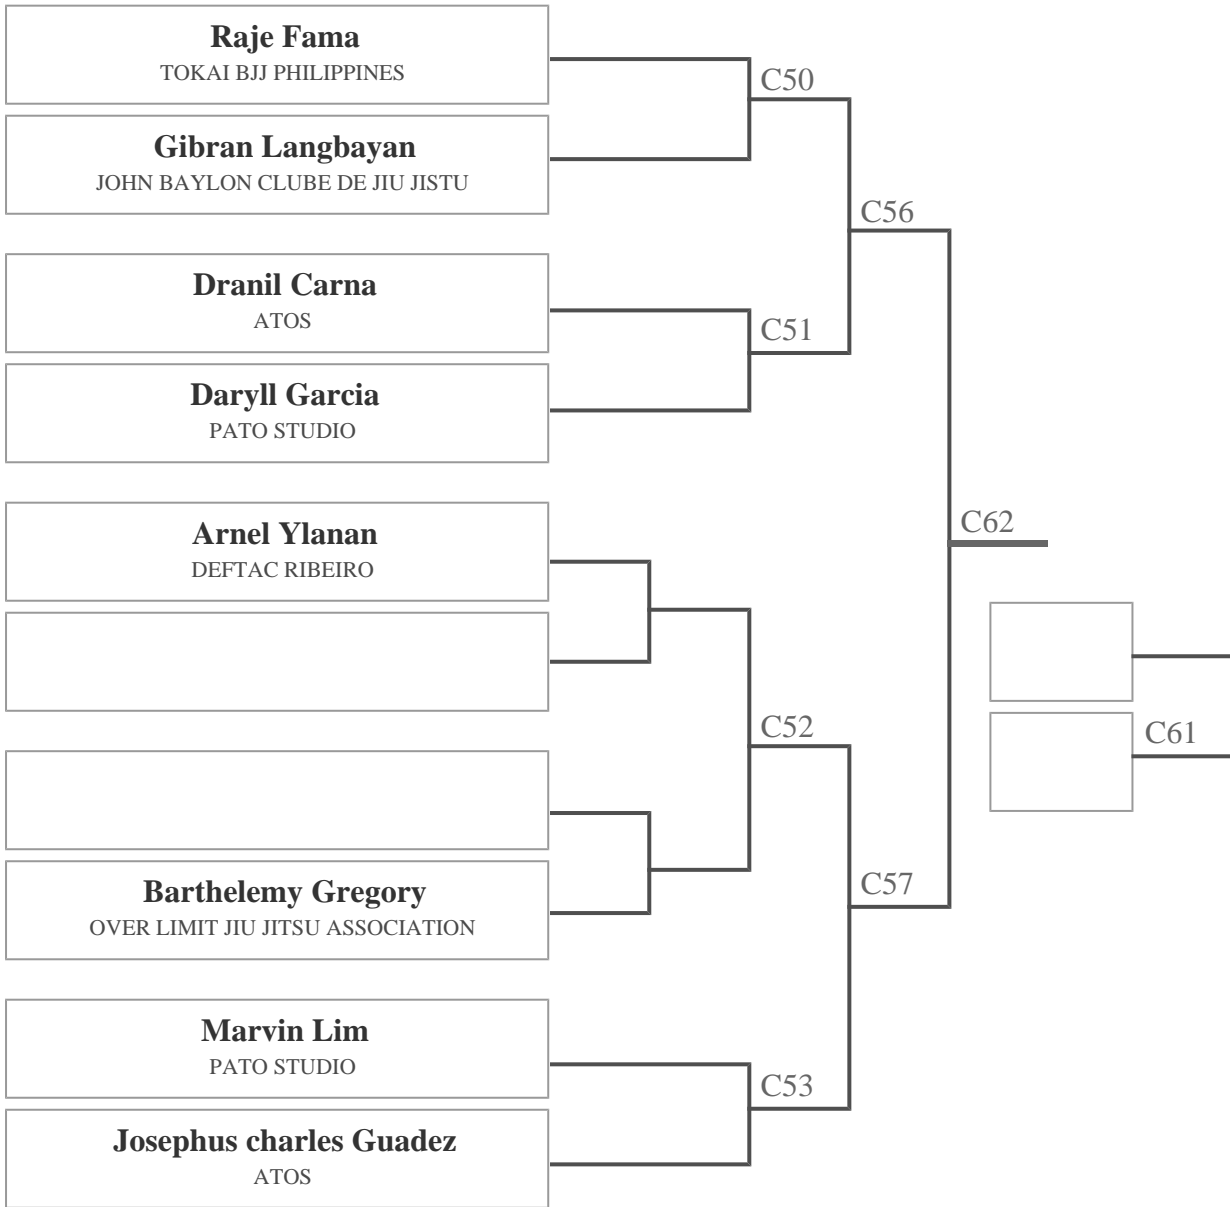 Raje Fama
TOKAI BJJ PHILIPPINES
C50
Gibran Langbayan
JOHN BAYLON CLUBE DE JIU JISTU
C56
Dranil Carna
ATOS
C51
Daryll Garcia
PATO STUDIO
Arnel Ylanan
DEFTAC RIBEIRO
C62
C52
C61
Barthelemy Gregory
OVER LIMIT JIU JITSU ASSOCIATION
C57
Marvin Lim
PATO STUDIO
C53
Josephus charles Guadez
ATOS